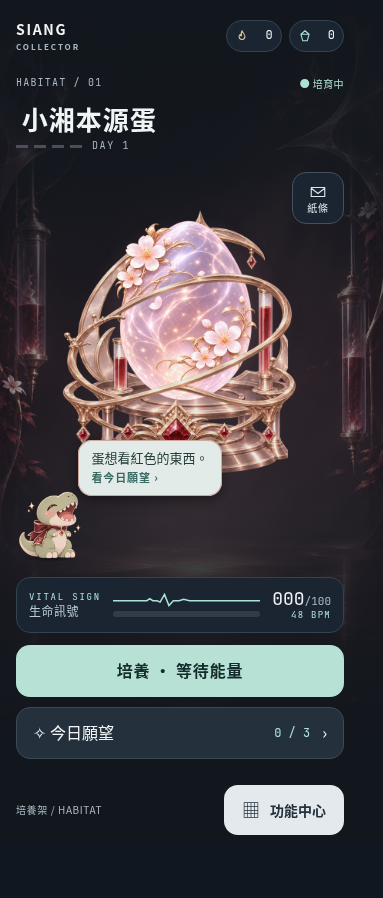 SIANG
COLLECTOR
0
0
HABITAT / 01
培育中
小湘本源蛋
DAY 1
紙條
蛋想看紅色的東西。
看今日願望 ›
VITAL SIGN
生命訊號
000/100
48 BPM
培養 · 等待能量
✧ 今日願望
0 / 3 ›
培養架 / HABITAT
功能中心